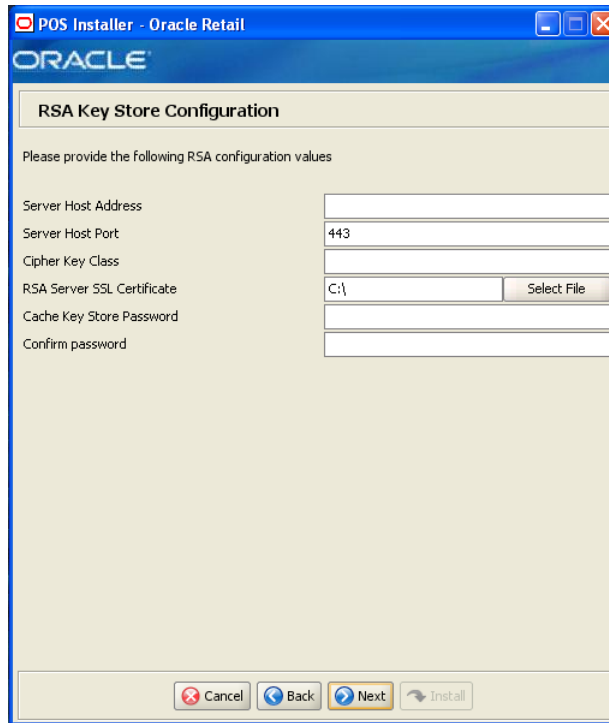 POS Installer - Oracle Retail
ORACLE
RSA Key Store Configuration
Please provide the following RSA configuration values
Server Host Address
Server Host Port 443
Cipher Key Class
RSA Server SSL Certificate C:\ Select File
Cache Key Store Password
Confirm password
Cancel Back Next Install